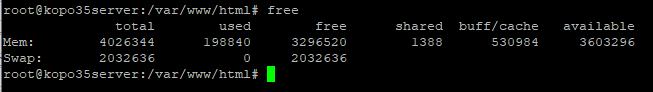 root@kopo35server:/var/www/html# free
              total        used        free      shared  buff/cache   available
Mem:        4026344      198840     3296520        1388      530984     3603296
Swap:       2032636           0     2032636
root@kopo35server:/var/www/html#